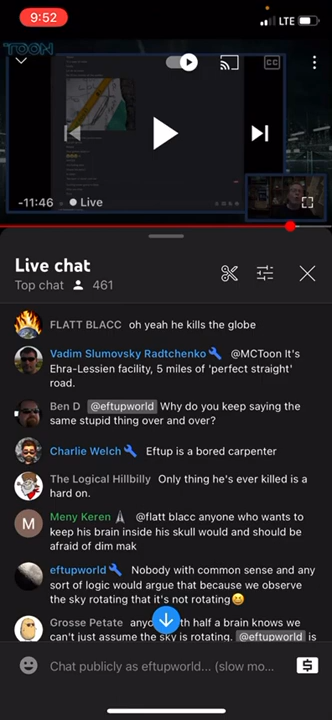 9:52
LTE
TOON
CC
-11:46
Live
Live chat
Top chat 461
FLATT BLACC oh yeah he kills the globe
Vadim Slumovsky Radtchenko @MCToon It's
Ehra-Lessien facility, 5 miles of 'perfect straight'
road.
Ben D @eftupworld Why do you keep saying the
same stupid thing over and over?
Charlie Welch Eftup is a bored carpenter
The Logical Hillbilly Only thing he's ever killed is a
hard on.
M
Meny Keren @flatt blacc anyone who wants to
keep his brain inside his skull would and should
be afraid of dim mak
eftupworld Nobody with common sense and any
sort of logic would argue that because we observe
the sky rotating that it's not rotating😀
Grosse Petate with half a brain knows we
can't just assume the sky is rotating. @eftupworld is
Chat publicly as eftupworld... (slow mo...
$